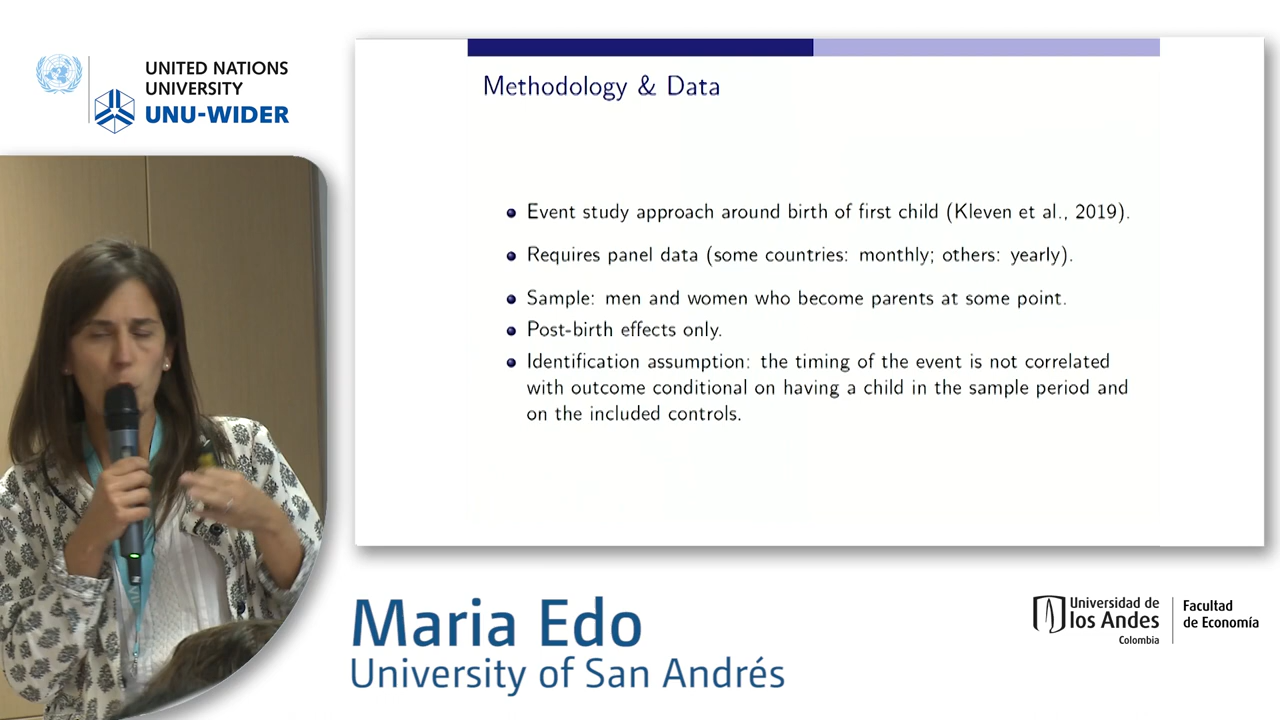 UNITED NATIONS
UNIVERSITY
UNU-WIDER
Methodology & Data
Event study approach around birth of first child (Kleven et al., 2019).
Requires panel data (some countries: monthly; others: yearly).
Sample: men and women who become parents at some point.
Post-birth effects only.
Identification assumption: the timing of the event is not correlated
with outcome conditional on having a child in the sample period and
on the included controls.
Maria Edo
University of San Andrés
Universidad de
los Andes
Colombia
Facultad
de Economía